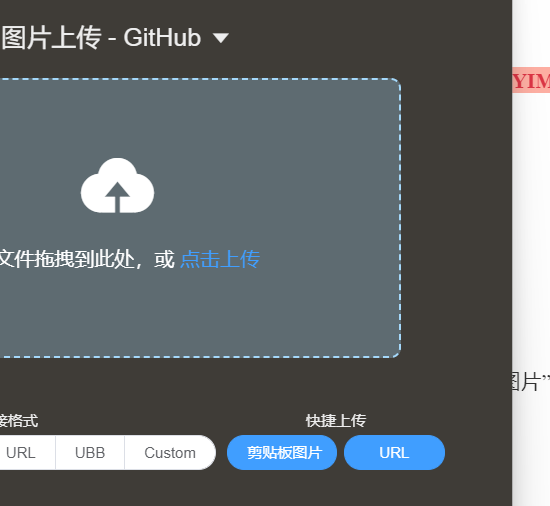 图片上传 - GitHub
YIM
文件拖拽到此处，或 点击上传
图片”
接格式
快捷上传
URL
UBB
Custom
剪贴板图片
URL